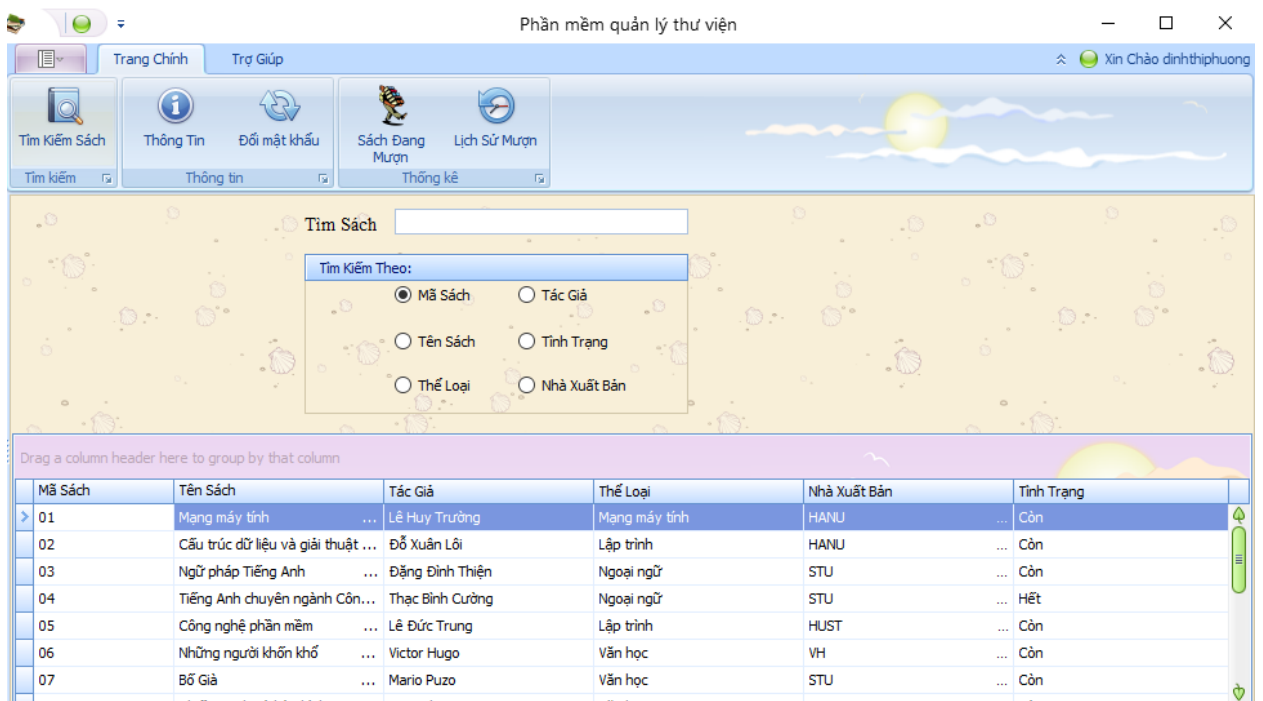 Phần mềm quản lý thư viện
Trang Chính Trợ Giúp Xin Chào dinhthiphuong
Tìm Kiếm Sách Thông Tin Đổi mật khẩu Sách Đang Mượn Lịch Sử Mượn
Tìm kiếm Thông tin Thống kê
Tìm Sách
Tìm Kiếm Theo:
Mã Sách Tác Giả
Tên Sách Tình Trạng
Thể Loại Nhà Xuất Bản
Drag a column header here to group by that column
Mã Sách Tên Sách Tác Giả Thể Loại Nhà Xuất Bản Tình Trạng
01 Mạng máy tính ... Lê Huy Trường Mạng máy tính HANU ... Còn
02 Cấu trúc dữ liệu và giải thuật ... Đỗ Xuân Lôi Lập trình HANU ... Còn
03 Ngữ pháp Tiếng Anh ... Đặng Đình Thiện Ngoại ngữ STU ... Còn
04 Tiếng Anh chuyên ngành Côn... Thạc Bình Cường Ngoại ngữ STU ... Hết
05 Công nghệ phần mềm ... Lê Đức Trung Lập trình HUST ... Còn
06 Những người khốn khổ ... Victor Hugo Văn học VH ... Còn
07 Bố Già ... Mario Puzo Văn học STU ... Còn